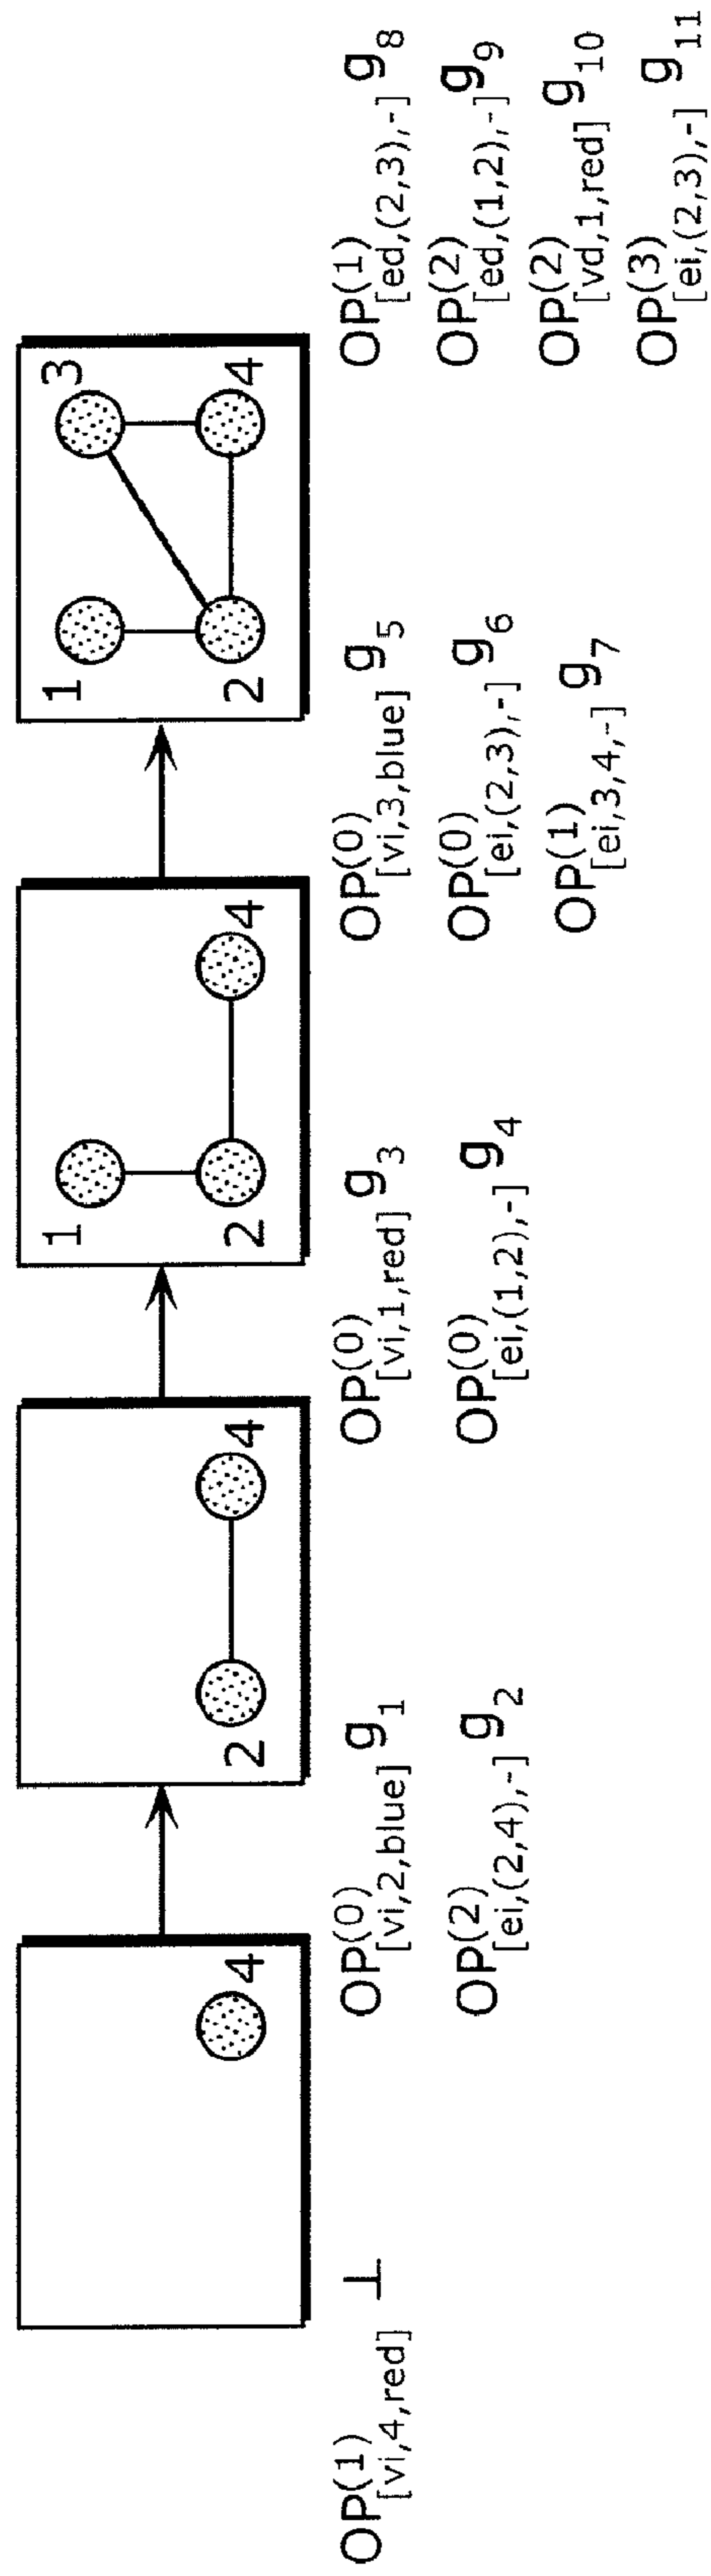 4
2 4
1
2 4
1 3
2 4
OP(1)[vi,4,red] ⊥
OP(0)[vi,2,blue] g1
OP(2)[ei,(2,4),-] g2
OP(0)[vi,1,red] g3
OP(0)[ei,(1,2),-] g4
OP(0)[vi,3,blue] g5
OP(0)[ei,(2,3),-] g6
OP(1)[ei,3,4,-] g7
OP(1)[ed,(2,3),-] g8
OP(2)[ed,(1,2),-] g9
OP(2)[vd,1,red] g10
OP(3)[ei,(2,3),-] g11